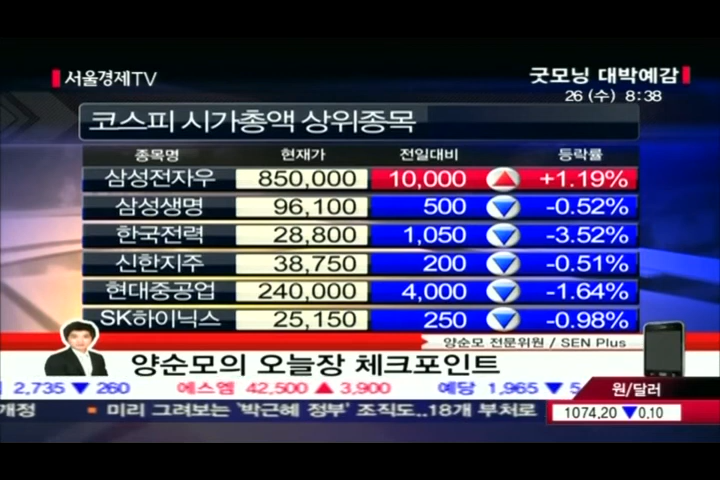 서울경제TV
굿모닝 대박예감
26 (수) 8:38
코스피 시가총액 상위종목
종목명 현재가 전일대비 등락률
삼성전자우 850,000 10,000 ▲ +1.19%
삼성생명 96,100 500 ▼ -0.52%
한국전력 28,800 1,050 ▼ -3.52%
신한지주 38,750 200 ▼ -0.51%
현대중공업 240,000 4,000 ▼ -1.64%
SK하이닉스 25,150 250 ▼ -0.98%
양순모 전문위원 / SEN Plus
양순모의 오늘장 체크포인트
2,735 ▼ 260 에스엠 42,500 ▲ 3,900 예당 1,965 ▼ 5
원/달러
개정 ▪ 미리 그려보는 '박근혜 정부' 조직도..18개 부처로
1074.20 ▼0.10